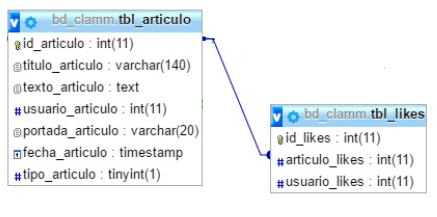 bd_clamm.tbl_articulo
id_articulo : int(11)
titulo_articulo : varchar(140)
texto_articulo : text
usuario_articulo : int(11)
portada_articulo : varchar(20)
fecha_articulo : timestamp
tipo_articulo : tinyint(1)
bd_clamm.tbl_likes
id_likes : int(11)
articulo_likes : int(11)
usuario_likes : int(11)